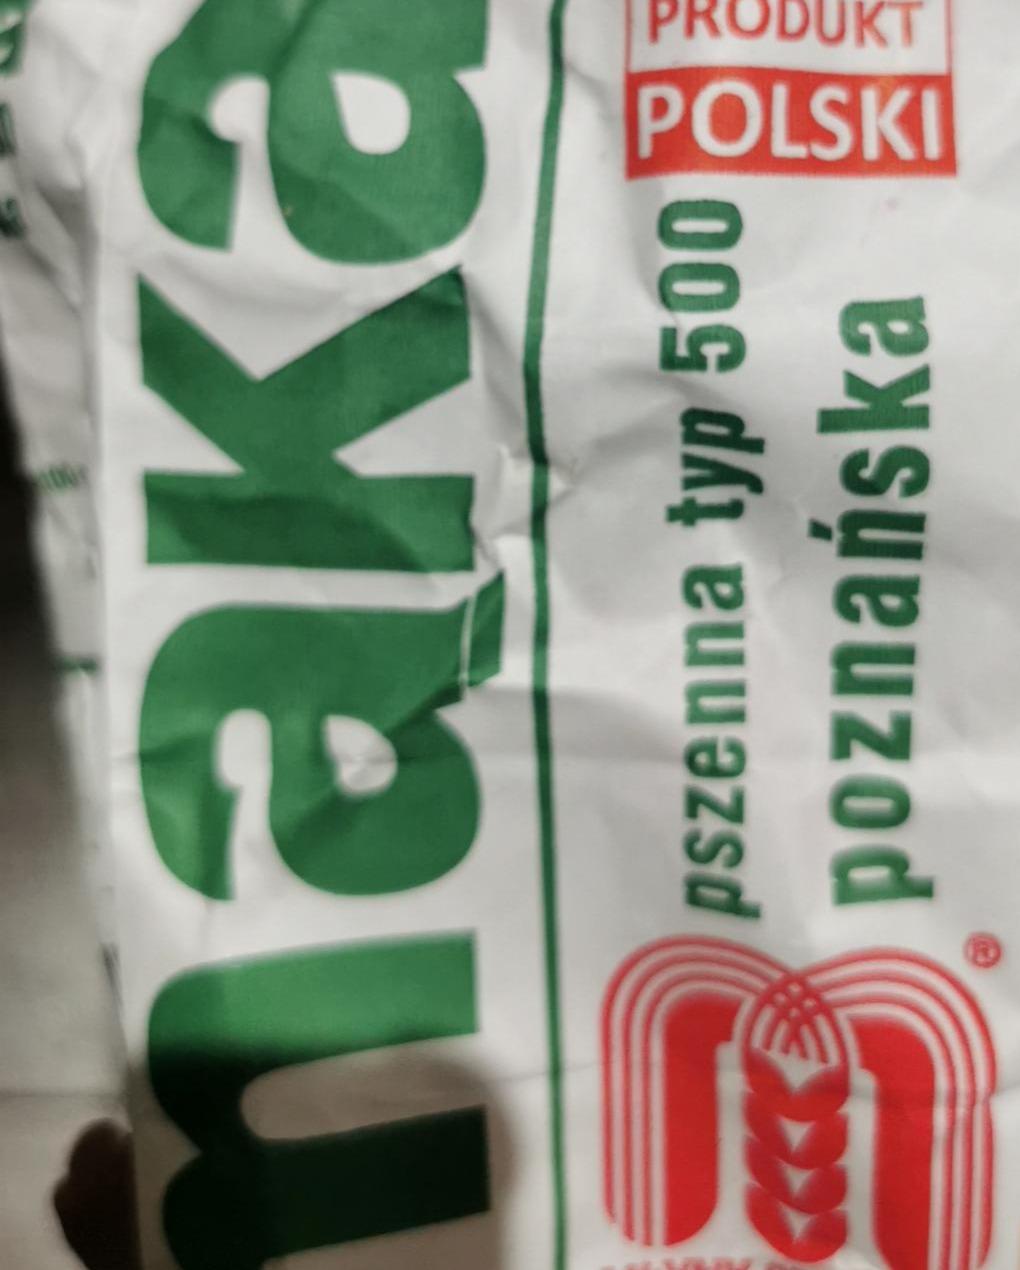 mąka
PRODUKT
POLSKI
pszenna typ 500
poznańska
®